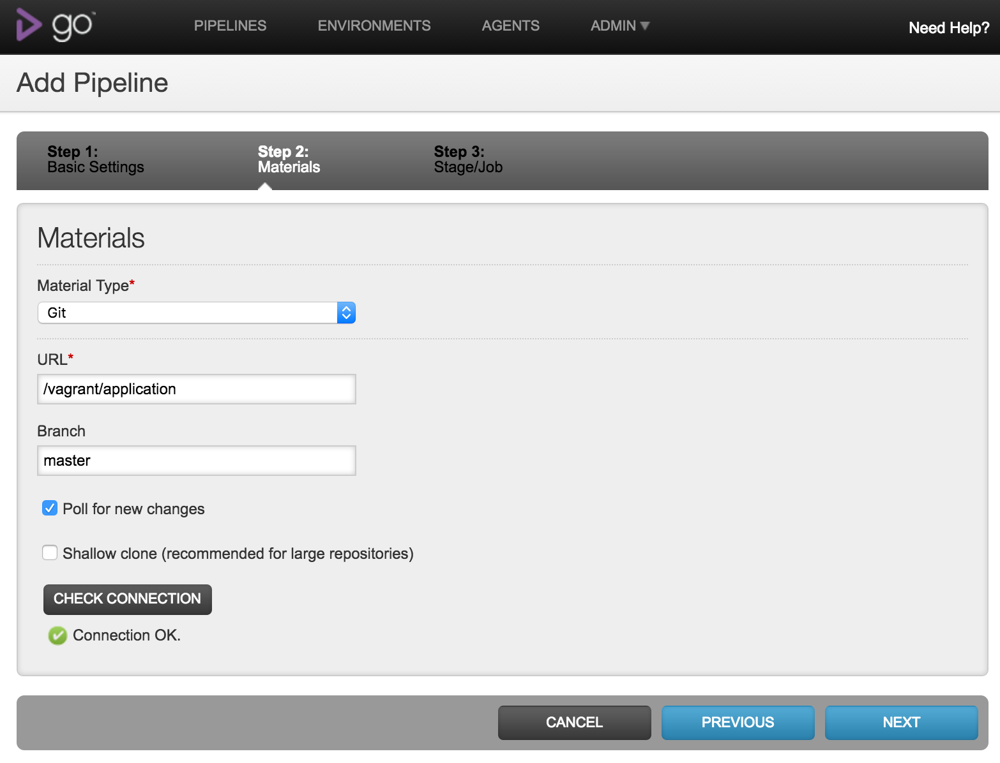 go™
PIPELINES
ENVIRONMENTS
AGENTS
ADMIN
Need Help?
Add Pipeline
Step 1:
Basic Settings
Step 2:
Materials
Step 3:
Stage/Job
Materials
Material Type*
Git
URL*
/vagrant/application
Branch
master
Poll for new changes
Shallow clone (recommended for large repositories)
CHECK CONNECTION
Connection OK.
CANCEL
PREVIOUS
NEXT